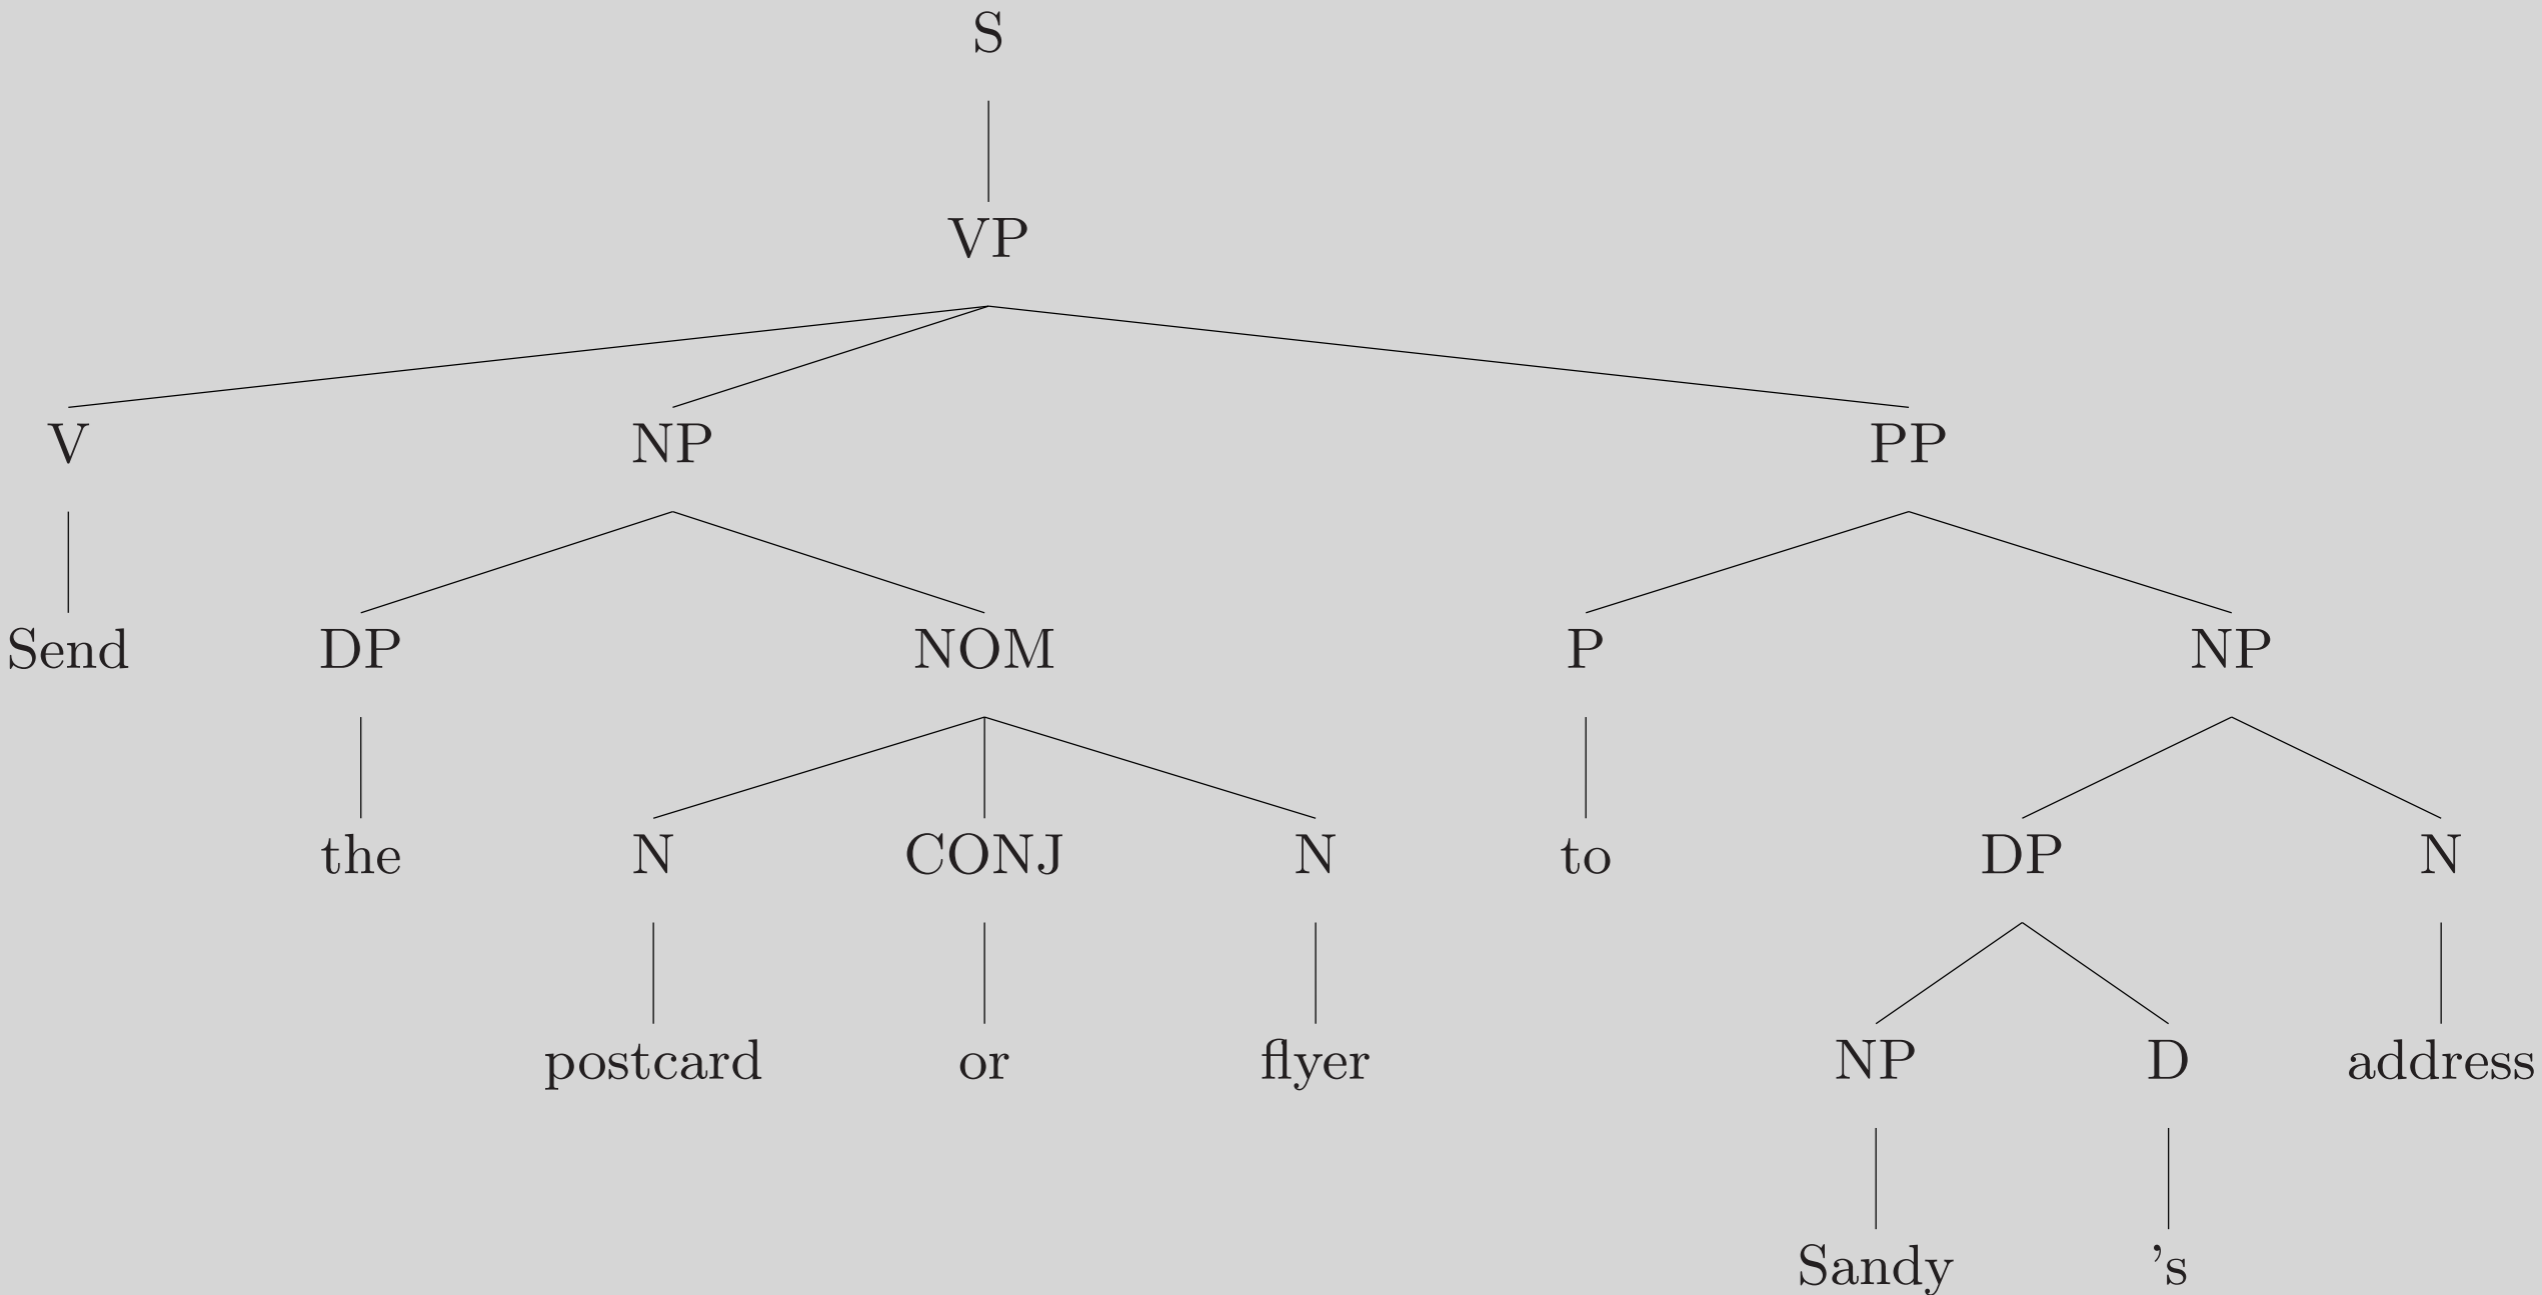 S
VP
V NP PP
Send DP NOM P NP
the N CONJ N to DP N
postcard or flyer NP D address
Sandy ’s